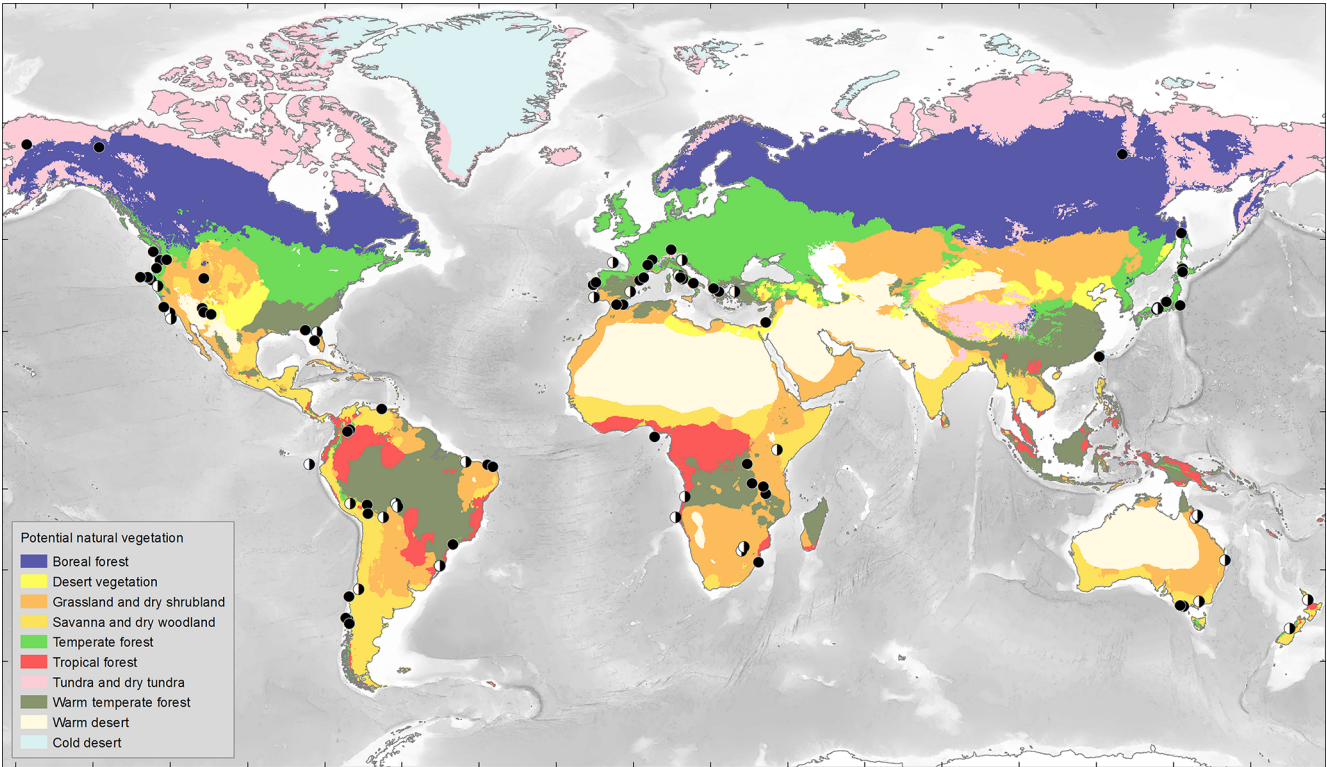 Potential natural vegetation
Boreal forest
Desert vegetation
Grassland and dry shrubland
Savanna and dry woodland
Temperate forest
Tropical forest
Tundra and dry tundra
Warm temperate forest
Warm desert
Cold desert